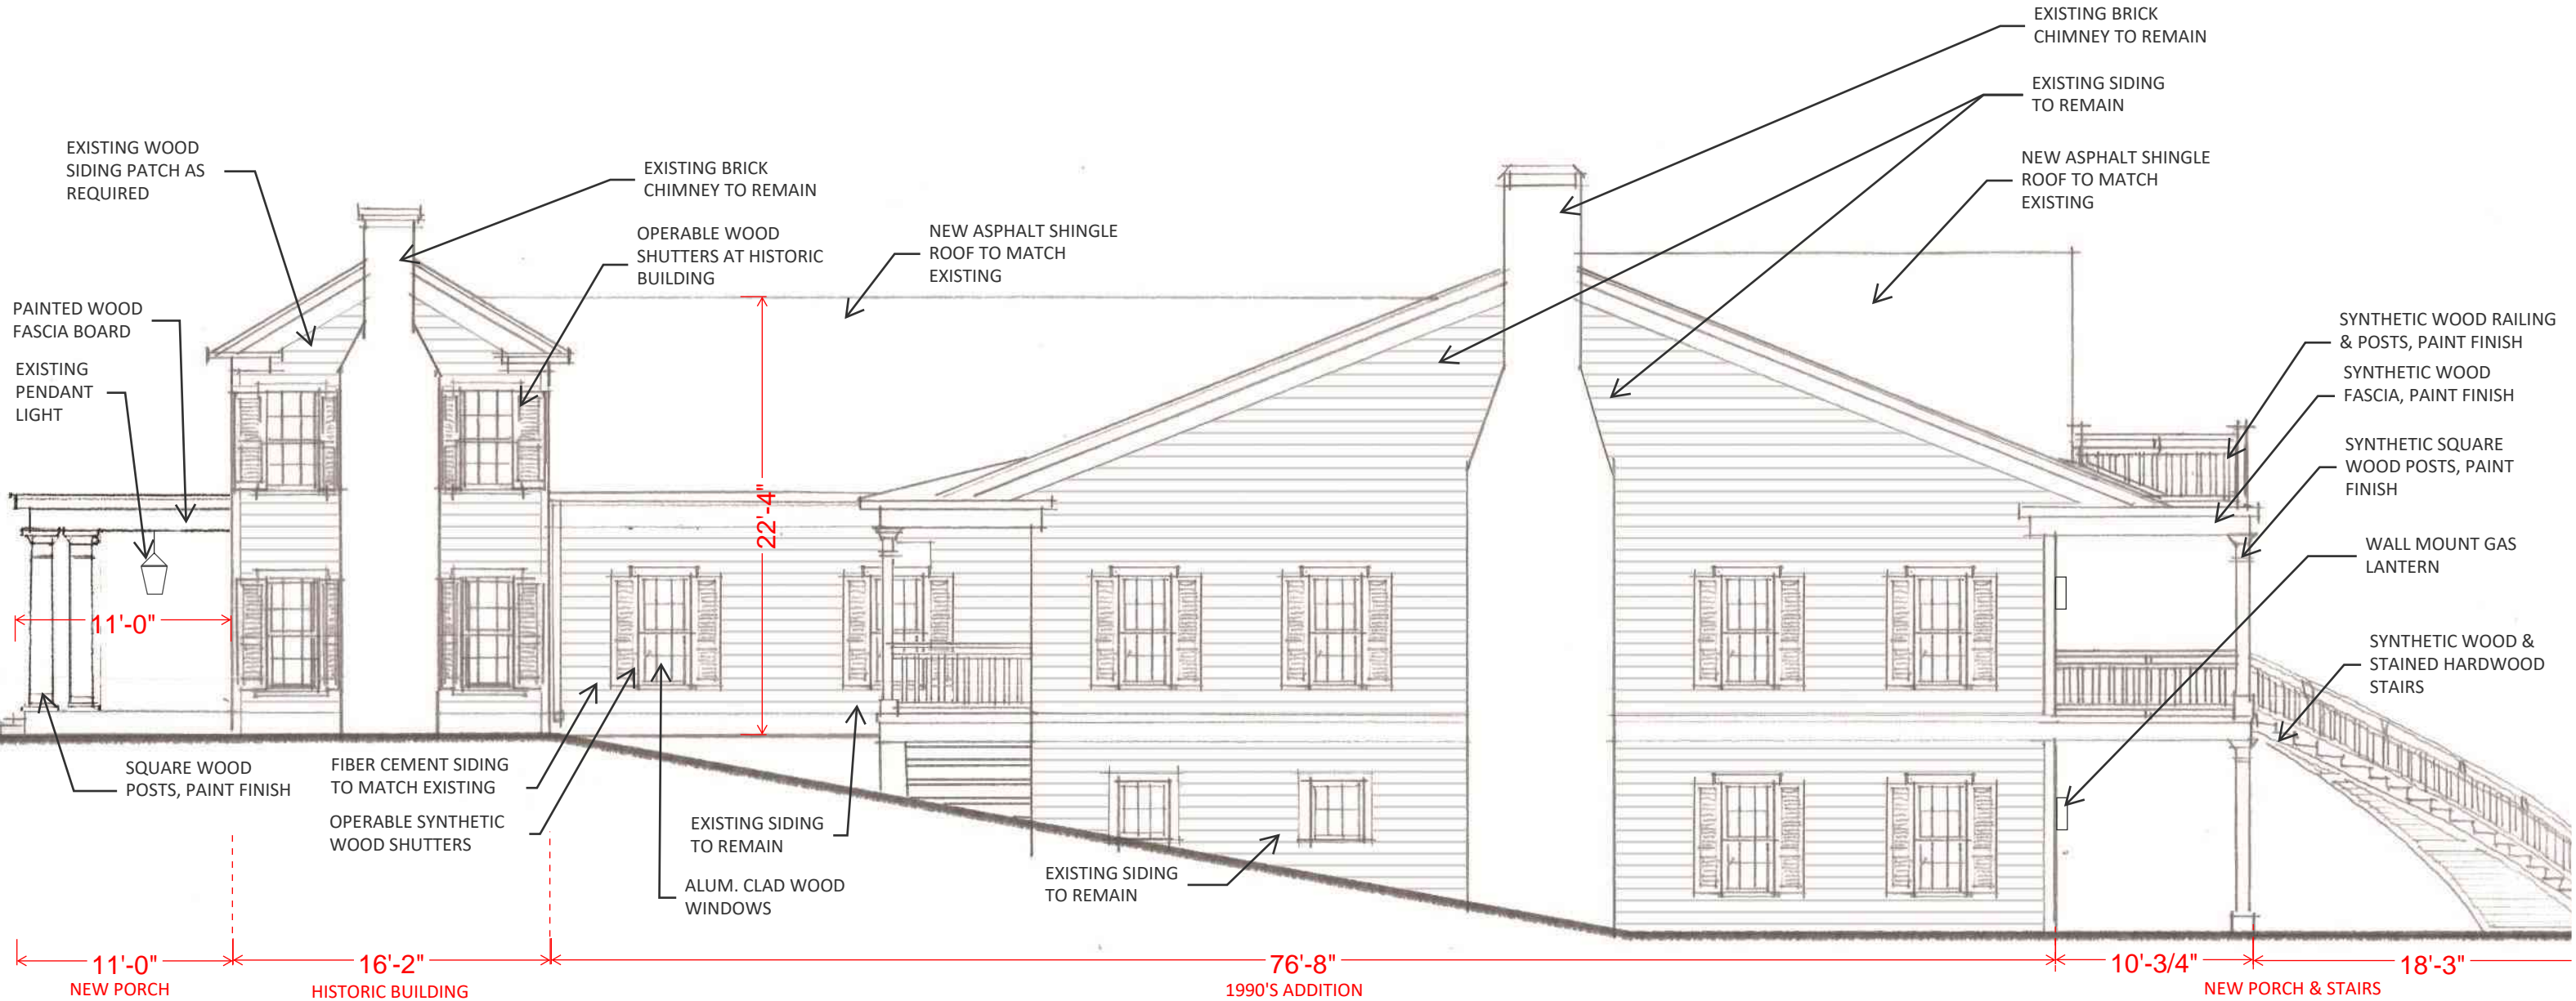 EXISTING BRICK
CHIMNEY TO REMAIN
EXISTING SIDING
TO REMAIN
NEW ASPHALT SHINGLE
ROOF TO MATCH
EXISTING
EXISTING WOOD
SIDING PATCH AS
REQUIRED
EXISTING BRICK
CHIMNEY TO REMAIN
OPERABLE WOOD
SHUTTERS AT HISTORIC
BUILDING
NEW ASPHALT SHINGLE
ROOF TO MATCH
EXISTING
PAINTED WOOD
FASCIA BOARD
EXISTING
PENDANT
LIGHT
SYNTHETIC WOOD RAILING
& POSTS, PAINT FINISH
SYNTHETIC WOOD
FASCIA, PAINT FINISH
SYNTHETIC SQUARE
WOOD POSTS, PAINT
FINISH
WALL MOUNT GAS
LANTERN
SYNTHETIC WOOD &
STAINED HARDWOOD
STAIRS
22'-4"
11'-0"
SQUARE WOOD
POSTS, PAINT FINISH
FIBER CEMENT SIDING
TO MATCH EXISTING
OPERABLE SYNTHETIC
WOOD SHUTTERS
EXISTING SIDING
TO REMAIN
ALUM. CLAD WOOD
WINDOWS
EXISTING SIDING
TO REMAIN
11'-0"
NEW PORCH
16'-2"
HISTORIC BUILDING
76'-8"
1990'S ADDITION
10'-3/4"
18'-3"
NEW PORCH & STAIRS